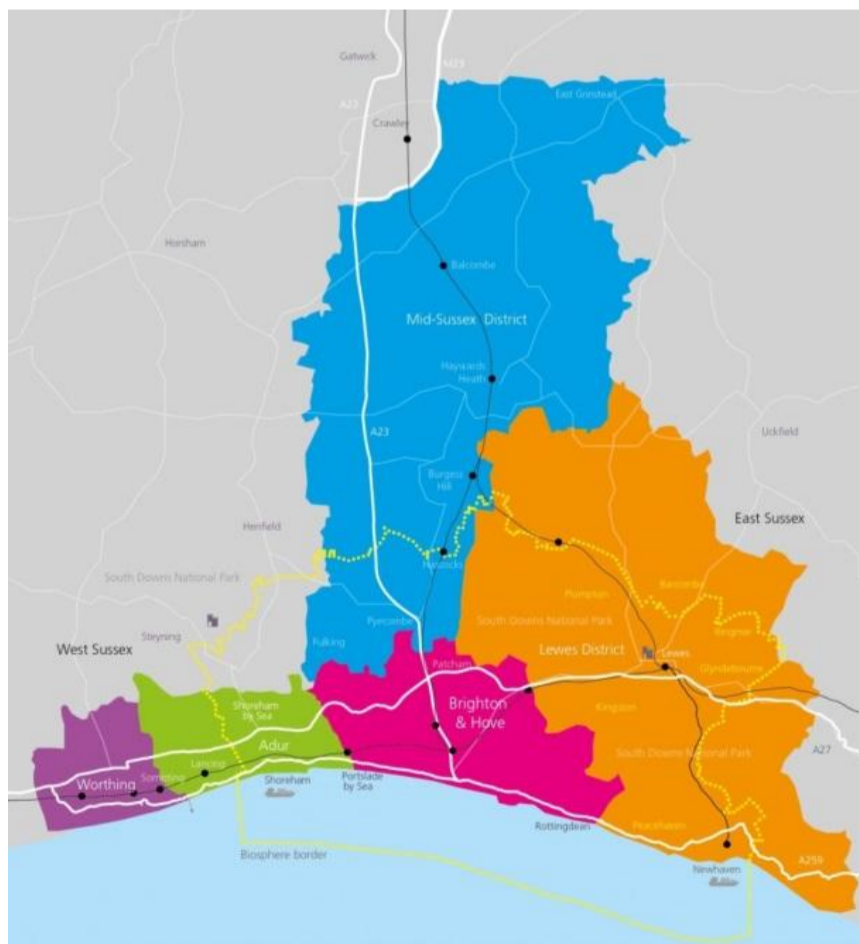 Gatwick
M23
A23
East Grinstead
Crawley
Horsham
Balcombe
Mid-Sussex District
Haywards
Heath
A23
Uckfield
Burgess
Hill
East Sussex
Henfield
Hassocks
South Downs National Park
Plumpton
Barcombe
Pyecombe
South Downs National Park
Ringmer
Steyning
Fulking
West Sussex
Lewes District
Lewes
Patcham
Glyndebourne
Shoreham
by Sea
Brighton
& Hove
Kingston
Adur
South Downs National Park
A27
Worthing
Sompting
Lancing
Shoreham
Portslade
by Sea
Rottingdean
Peacehaven
Biosphere border
A259
Newhaven